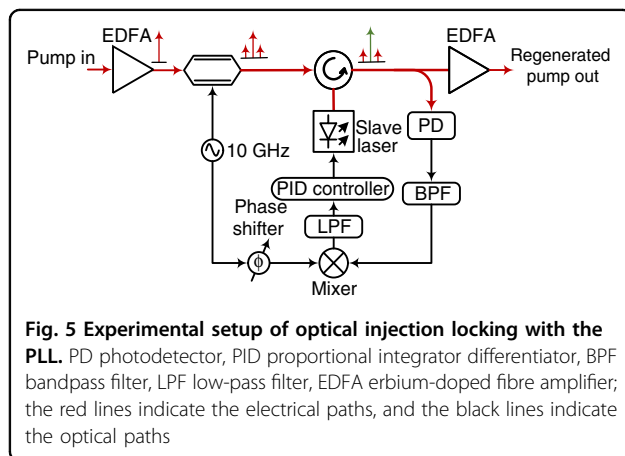 EDFA
EDFA
Pump in
Regenerated
pump out
PD
Slave
laser
10 GHz
PID controller
BPF
Phase
shifter
LPF
ϕ
Mixer
Fig. 5 Experimental setup of optical injection locking with the
PLL. PD photodetector, PID proportional integrator differentiator, BPF
bandpass filter, LPF low-pass filter, EDFA erbium-doped fibre amplifier;
the red lines indicate the electrical paths, and the black lines indicate
the optical paths